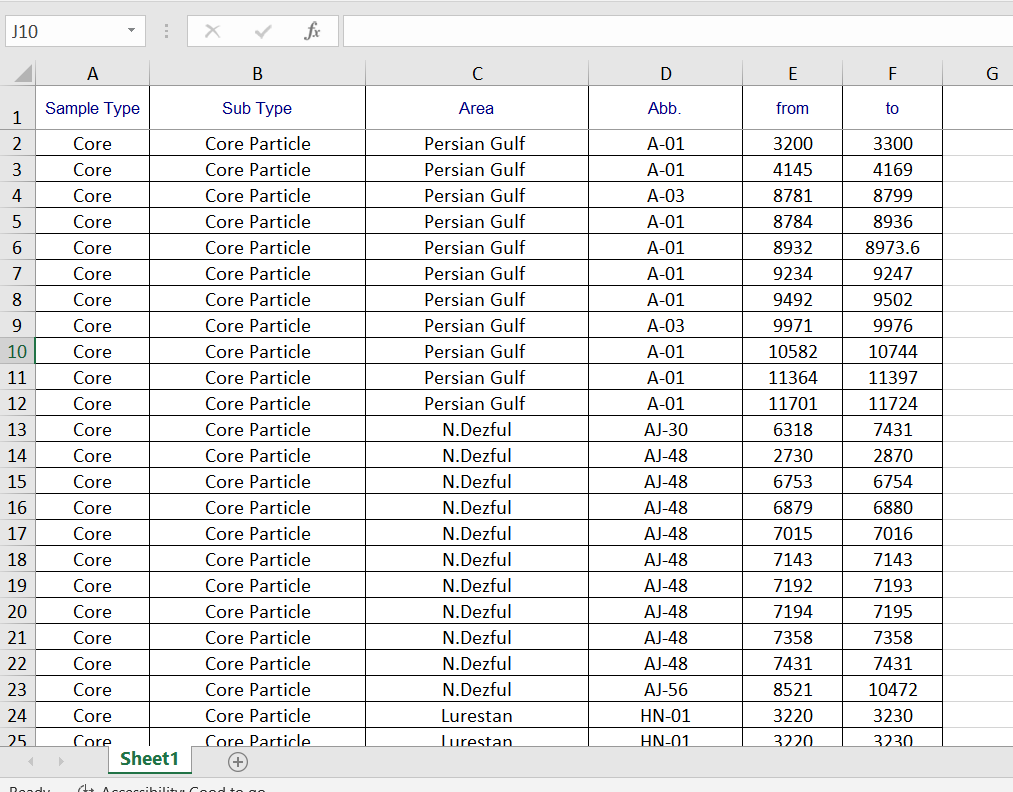 J10 fx
A B C D E F G
1 Sample Type Sub Type Area Abb. from to
2 Core Core Particle Persian Gulf A-01 3200 3300
3 Core Core Particle Persian Gulf A-01 4145 4169
4 Core Core Particle Persian Gulf A-03 8781 8799
5 Core Core Particle Persian Gulf A-01 8784 8936
6 Core Core Particle Persian Gulf A-01 8932 8973.6
7 Core Core Particle Persian Gulf A-01 9234 9247
8 Core Core Particle Persian Gulf A-01 9492 9502
9 Core Core Particle Persian Gulf A-03 9971 9976
10 Core Core Particle Persian Gulf A-01 10582 10744
11 Core Core Particle Persian Gulf A-01 11364 11397
12 Core Core Particle Persian Gulf A-01 11701 11724
13 Core Core Particle N.Dezful AJ-30 6318 7431
14 Core Core Particle N.Dezful AJ-48 2730 2870
15 Core Core Particle N.Dezful AJ-48 6753 6754
16 Core Core Particle N.Dezful AJ-48 6879 6880
17 Core Core Particle N.Dezful AJ-48 7015 7016
18 Core Core Particle N.Dezful AJ-48 7143 7143
19 Core Core Particle N.Dezful AJ-48 7192 7193
20 Core Core Particle N.Dezful AJ-48 7194 7195
21 Core Core Particle N.Dezful AJ-48 7358 7358
22 Core Core Particle N.Dezful AJ-48 7431 7431
23 Core Core Particle N.Dezful AJ-56 8521 10472
24 Core Core Particle Lurestan HN-01 3220 3230
25 Core Core Particle Lurestan HN-01 3220 3230
Sheet1
Ready Accessibility: Good to go